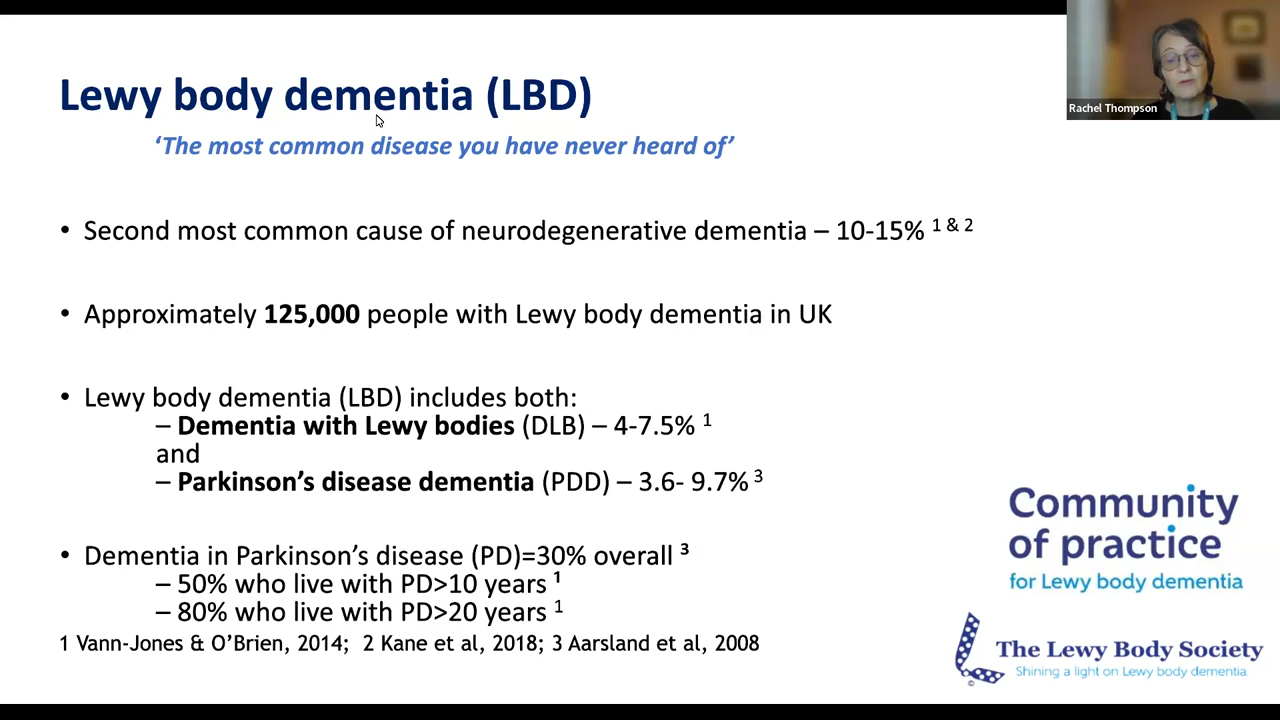 Lewy body dementia (LBD)
‘The most common disease you have never heard of’
• Second most common cause of neurodegenerative dementia – 10-15% 1 & 2
• Approximately 125,000 people with Lewy body dementia in UK
• Lewy body dementia (LBD) includes both:
– Dementia with Lewy bodies (DLB) – 4-7.5% 1
and
– Parkinson’s disease dementia (PDD) – 3.6- 9.7% 3
• Dementia in Parkinson’s disease (PD)=30% overall 3
– 50% who live with PD>10 years 1
– 80% who live with PD>20 years 1
1 Vann-Jones & O’Brien, 2014; 2 Kane et al, 2018; 3 Aarsland et al, 2008
Rachel Thompson
Community
of practice
for Lewy body dementia
The Lewy Body Society
Shining a light on Lewy body dementia
©